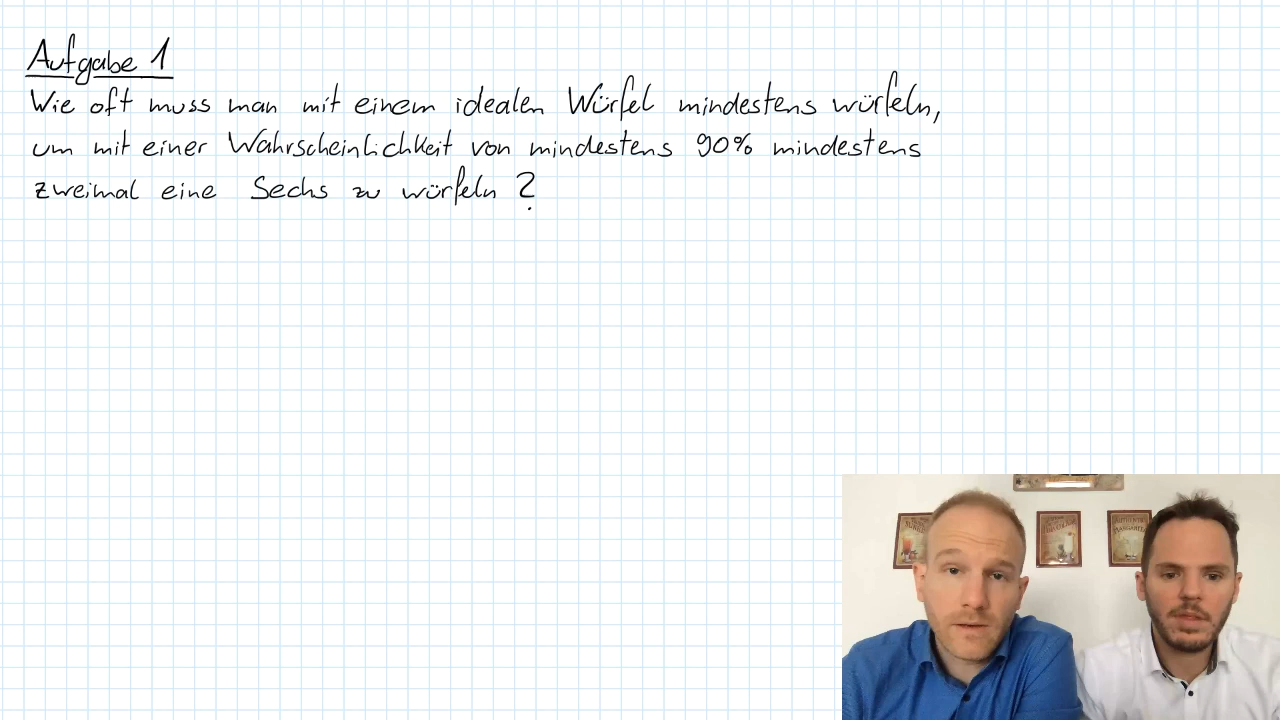 Aufgabe 1
Wie oft muss man mit einem idealen Würfel mindestens würfeln,
um mit einer Wahrscheinlichkeit von mindestens 90% mindestens
zweimal eine Sechs zu würfeln?